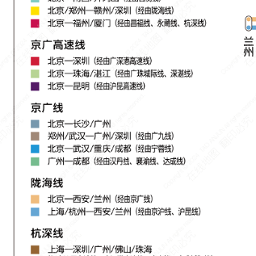 北京/郑州—赣州/深圳（经由陇海线）
北京—福州/厦门（经由昌福线、永莆线、杭深线）
京广高速线
北京—深圳（经由广深港高速线）
北京—珠海/湛江（经由广珠城际线、深湛线）
北京—昆明（经由沪昆高速线）
京广线
北京—长沙/广州
郑州/武汉—广州/深圳（经由广九线）
北京—武汉/重庆/成都（经由宁蓉线）
广州—成都（经由汉丹线、襄渝线、达成线）
陇海线
北京—西安/兰州（经由京广线）
上海/杭州—西安/兰州（经由京沪线、沪昆线）
杭深线
上海—深圳/广州/佛山/珠海
兰州